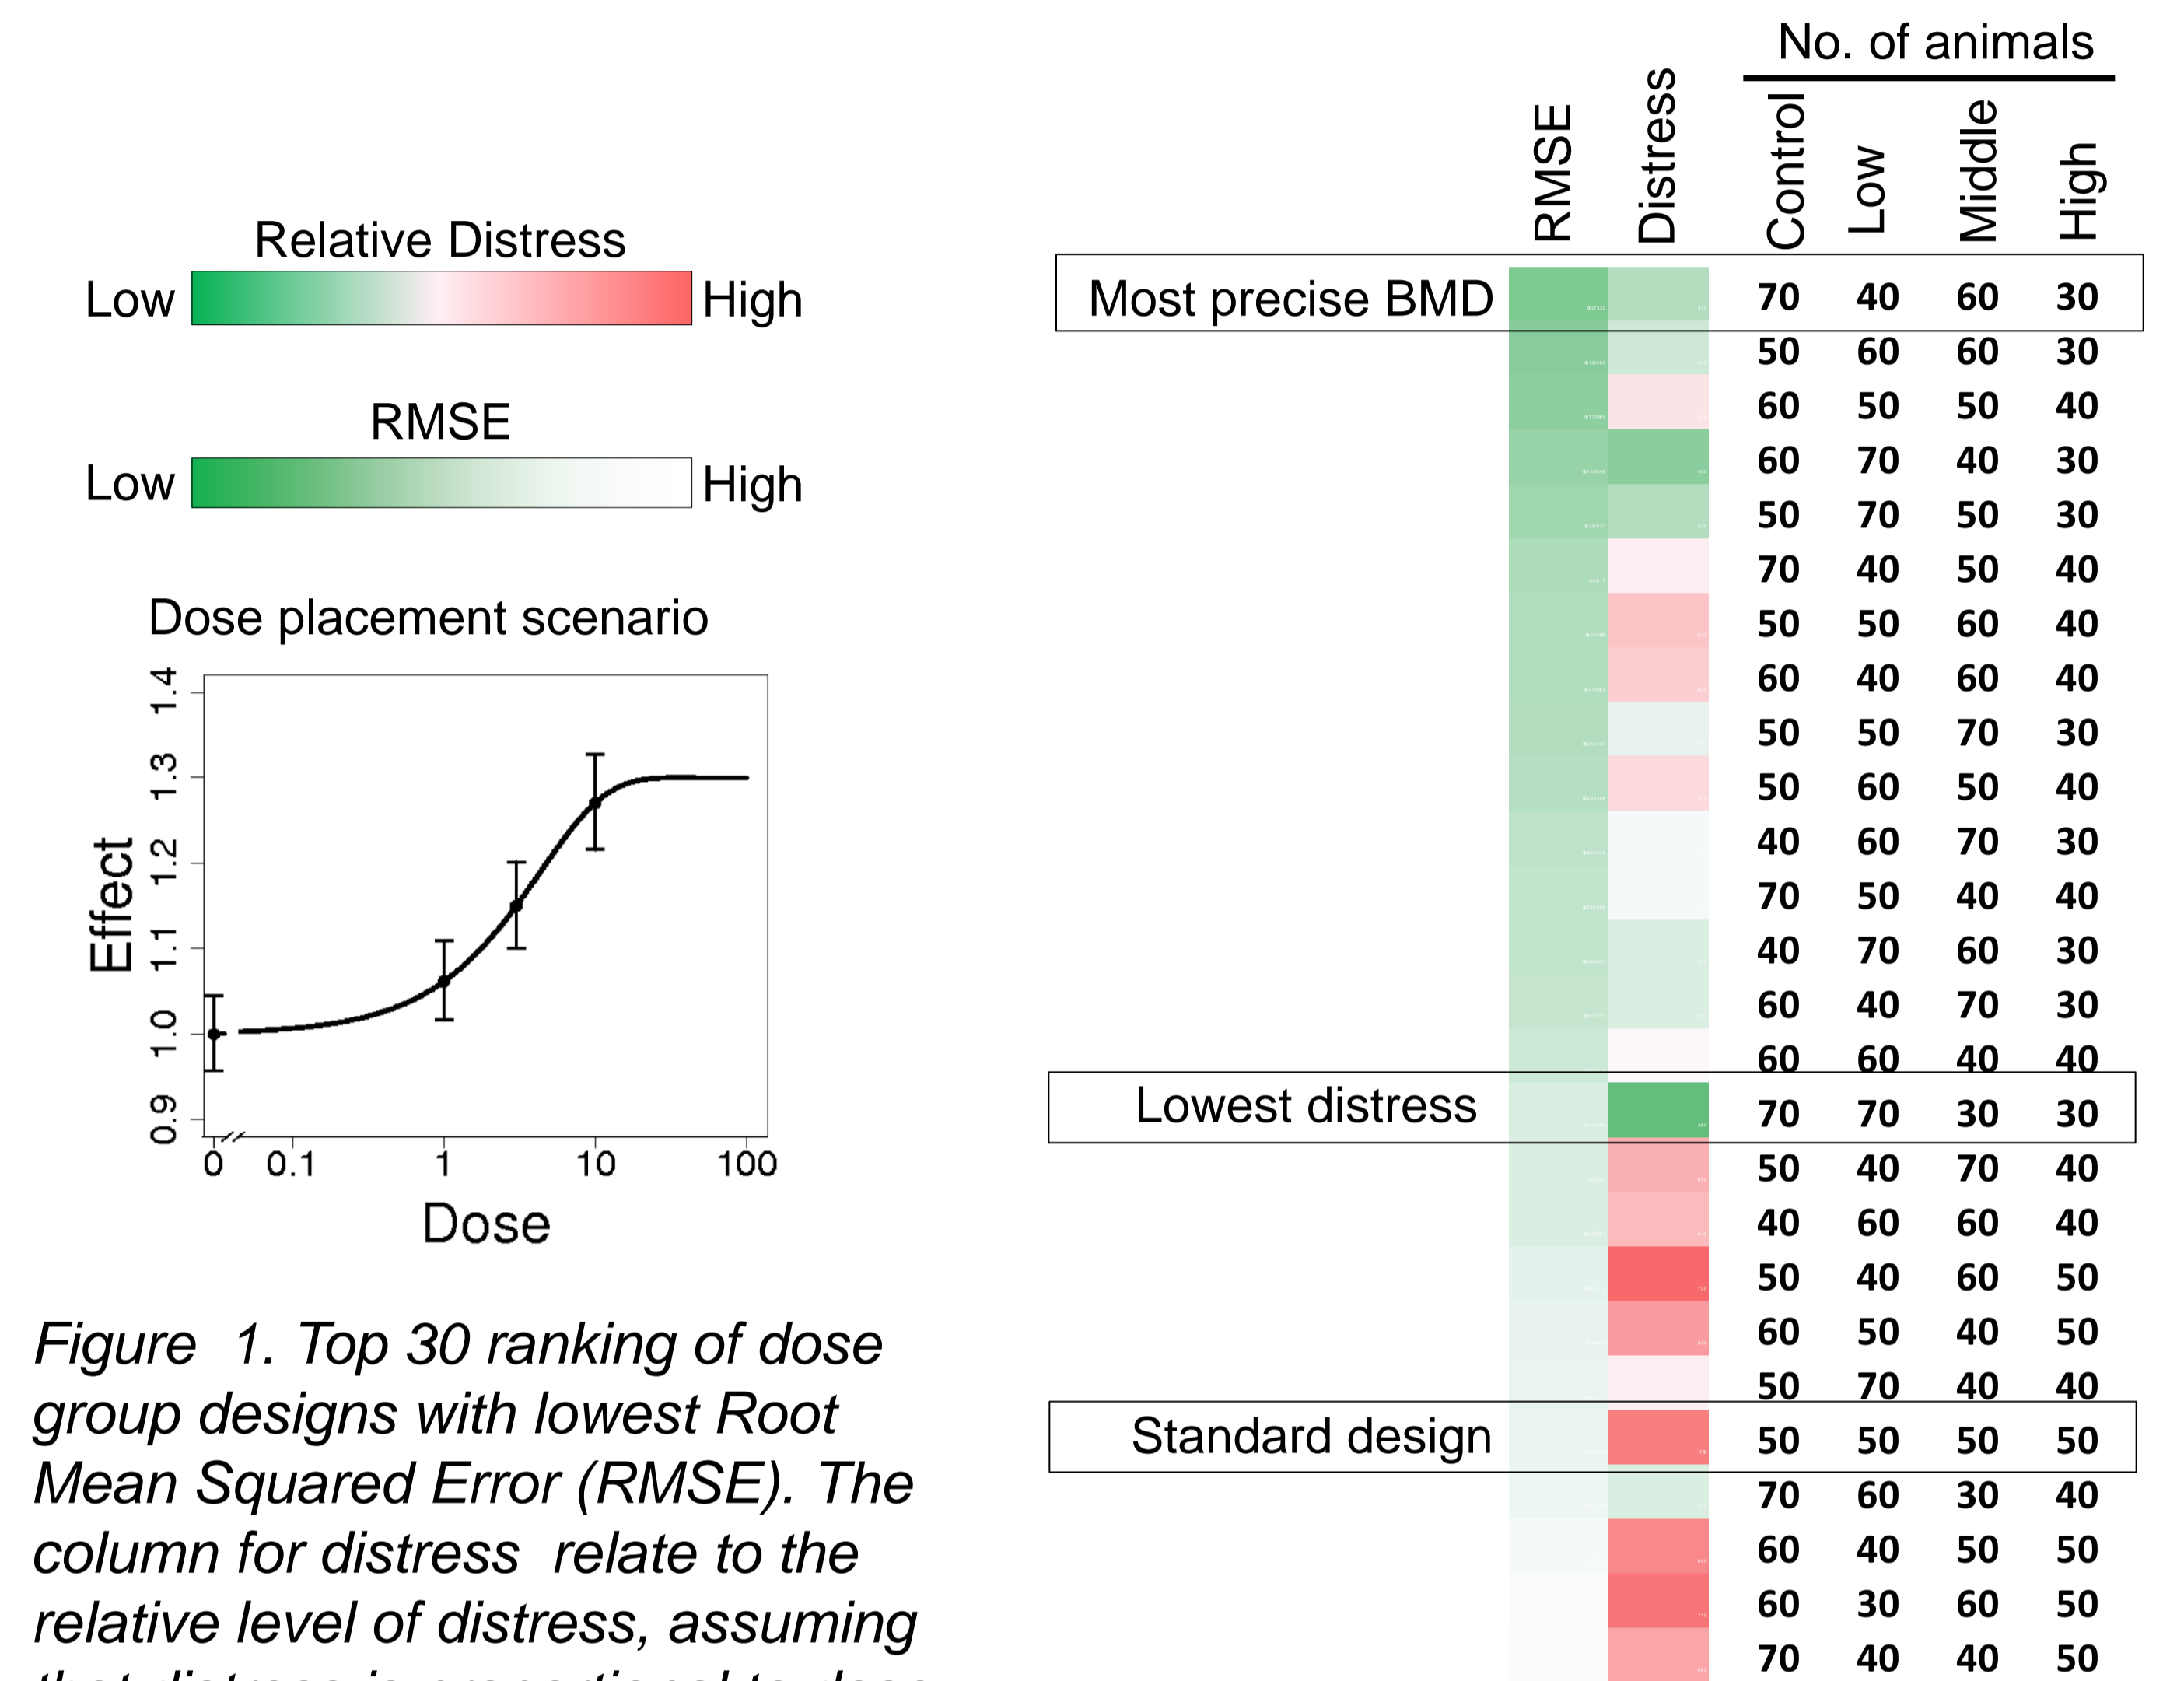 No. of animals
RMSE
Distress
Control
Low
Middle
High
Relative Distress
Low High
RMSE
Low High
Dose placement scenario
1.4
1.3
1.2
1.1
1.0
0.9
Effect
0 0.1 1 10 100
Dose
Figure 1. Top 30 ranking of dose
group designs with lowest Root
Mean Squared Error (RMSE). The
column for distress relate to the
relative level of distress, assuming
that distress is proportional to dose
Most precise BMD 70 40 60 30
50 60 60 30
60 50 50 40
60 70 40 30
50 70 50 30
70 40 50 40
50 50 60 40
60 40 60 40
50 50 70 30
50 60 50 40
40 60 70 30
70 50 40 40
40 70 60 30
60 40 70 30
60 60 40 40
Lowest distress 70 70 30 30
50 40 70 40
40 60 60 40
50 40 60 50
60 50 40 50
50 70 40 40
Standard design 50 50 50 50
70 60 30 40
60 40 50 50
60 30 60 50
70 40 40 50